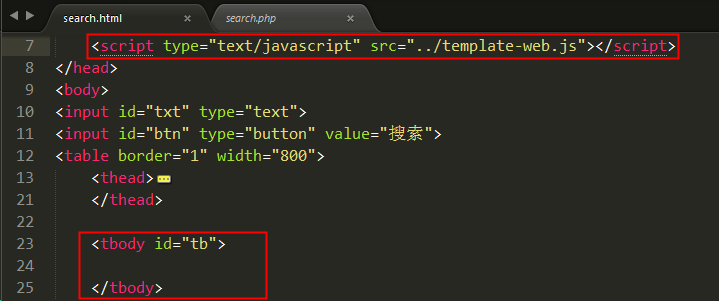 search.html × search.php ×
7 <script type="text/javascript" src="../template-web.js"></script>
8 </head>
9 <body>
10 <input id="txt" type="text">
11 <input id="btn" type="button" value="搜索">
12 <table border="1" width="800">
13 <thead>
21 </thead>
22
23 <tbody id="tb">
24
25 </tbody>